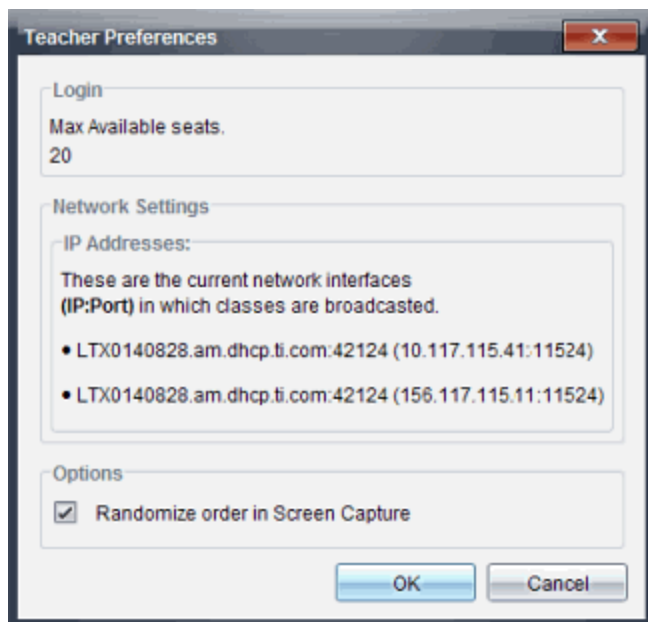 Teacher Preferences
Login
Max Available seats.
20
Network Settings
IP Addresses:
These are the current network interfaces
(IP:Port) in which classes are broadcasted.
• LTX0140828.am.dhcp.ti.com:42124 (10.117.115.41:11524)
• LTX0140828.am.dhcp.ti.com:42124 (156.117.115.11:11524)
Options
Randomize order in Screen Capture
OK Cancel